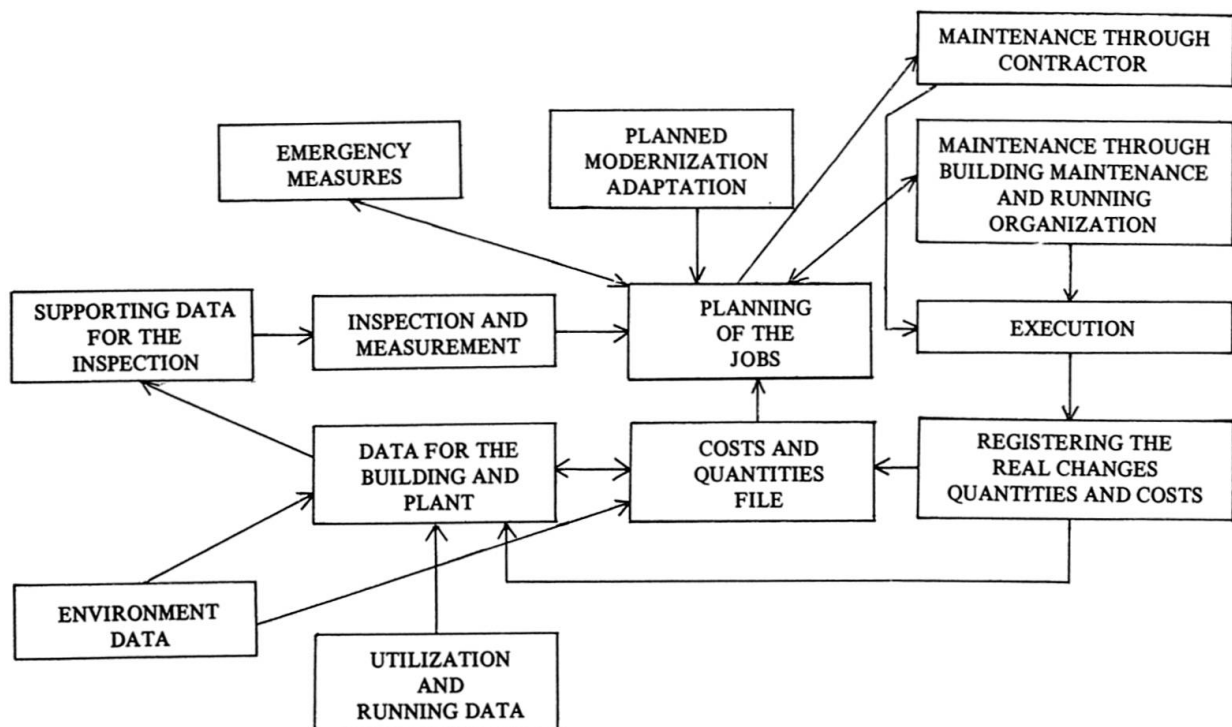 MAINTENANCE THROUGH
CONTRACTOR
EMERGENCY
MEASURES
PLANNED
MODERNIZATION
ADAPTATION
MAINTENANCE THROUGH
BUILDING MAINTENANCE
AND RUNNING
ORGANIZATION
SUPPORTING DATA
FOR THE
INSPECTION
INSPECTION AND
MEASUREMENT
PLANNING
OF THE
JOBS
EXECUTION
DATA FOR THE
BUILDING AND
PLANT
COSTS AND
QUANTITIES
FILE
REGISTERING THE
REAL CHANGES
QUANTITIES AND COSTS
ENVIRONMENT
DATA
UTILIZATION
AND
RUNNING DATA